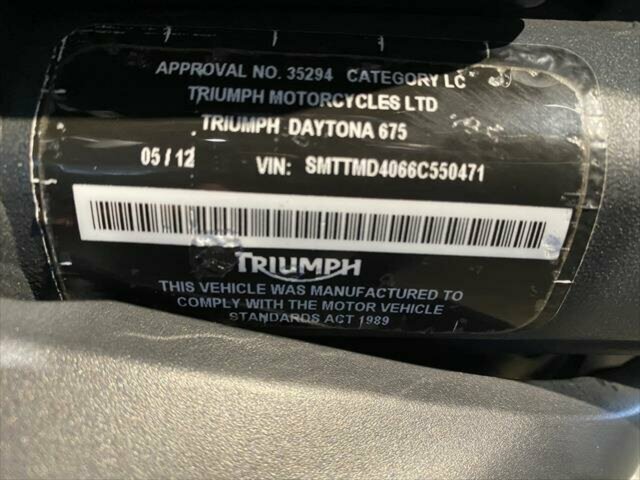 APPROVAL NO. 35294 CATEGORY LC
TRIUMPH MOTORCYCLES LTD
TRIUMPH DAYTONA 675
05 / 12 VIN: SMTTMD4066C550471
TRIUMPH
THIS VEHICLE WAS MANUFACTURED TO
COMPLY WITH THE MOTOR VEHICLE
STANDARDS ACT 1989